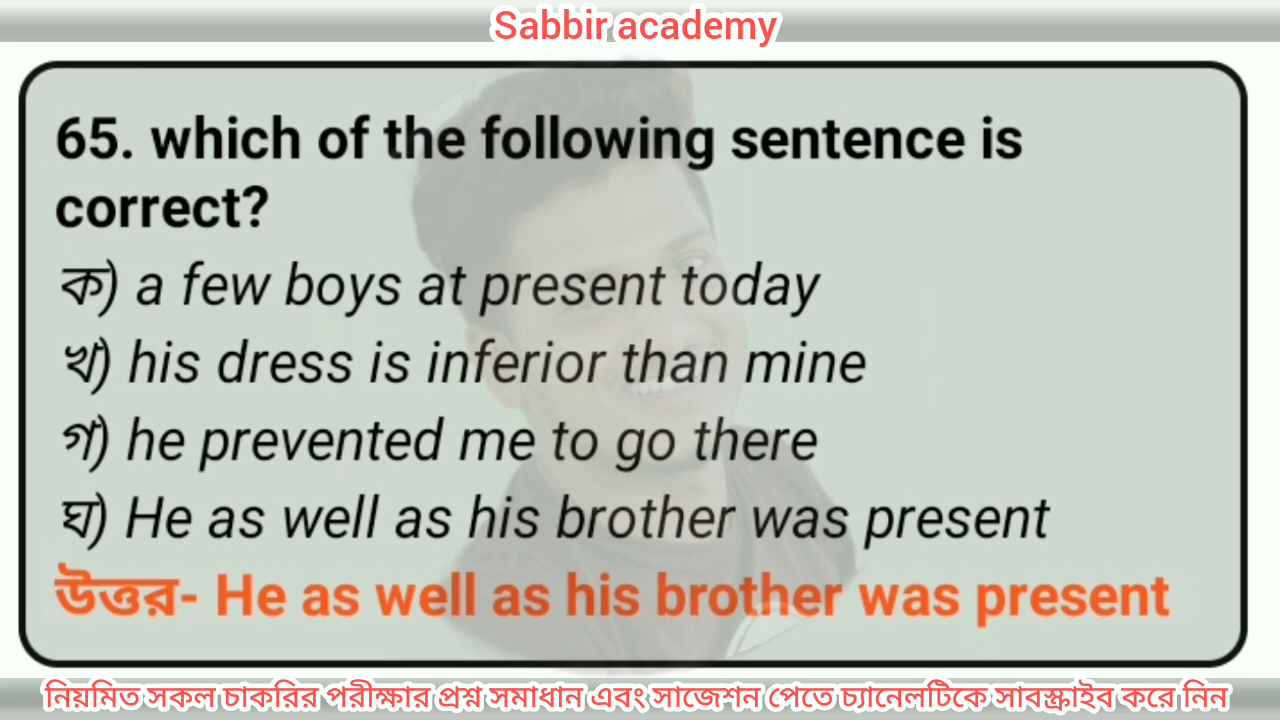 Sabbir academy
65. which of the following sentence is
correct?
ক) a few boys at present today
খ) his dress is inferior than mine
গ) he prevented me to go there
ঘ) He as well as his brother was present
উত্তর- He as well as his brother was present
নিয়মিত সকল চাকরির পরীক্ষার প্রশ্ন সমাধান এবং সাজেশন পেতে চ্যানেলটিকে সাবস্ক্রাইব করে নিন